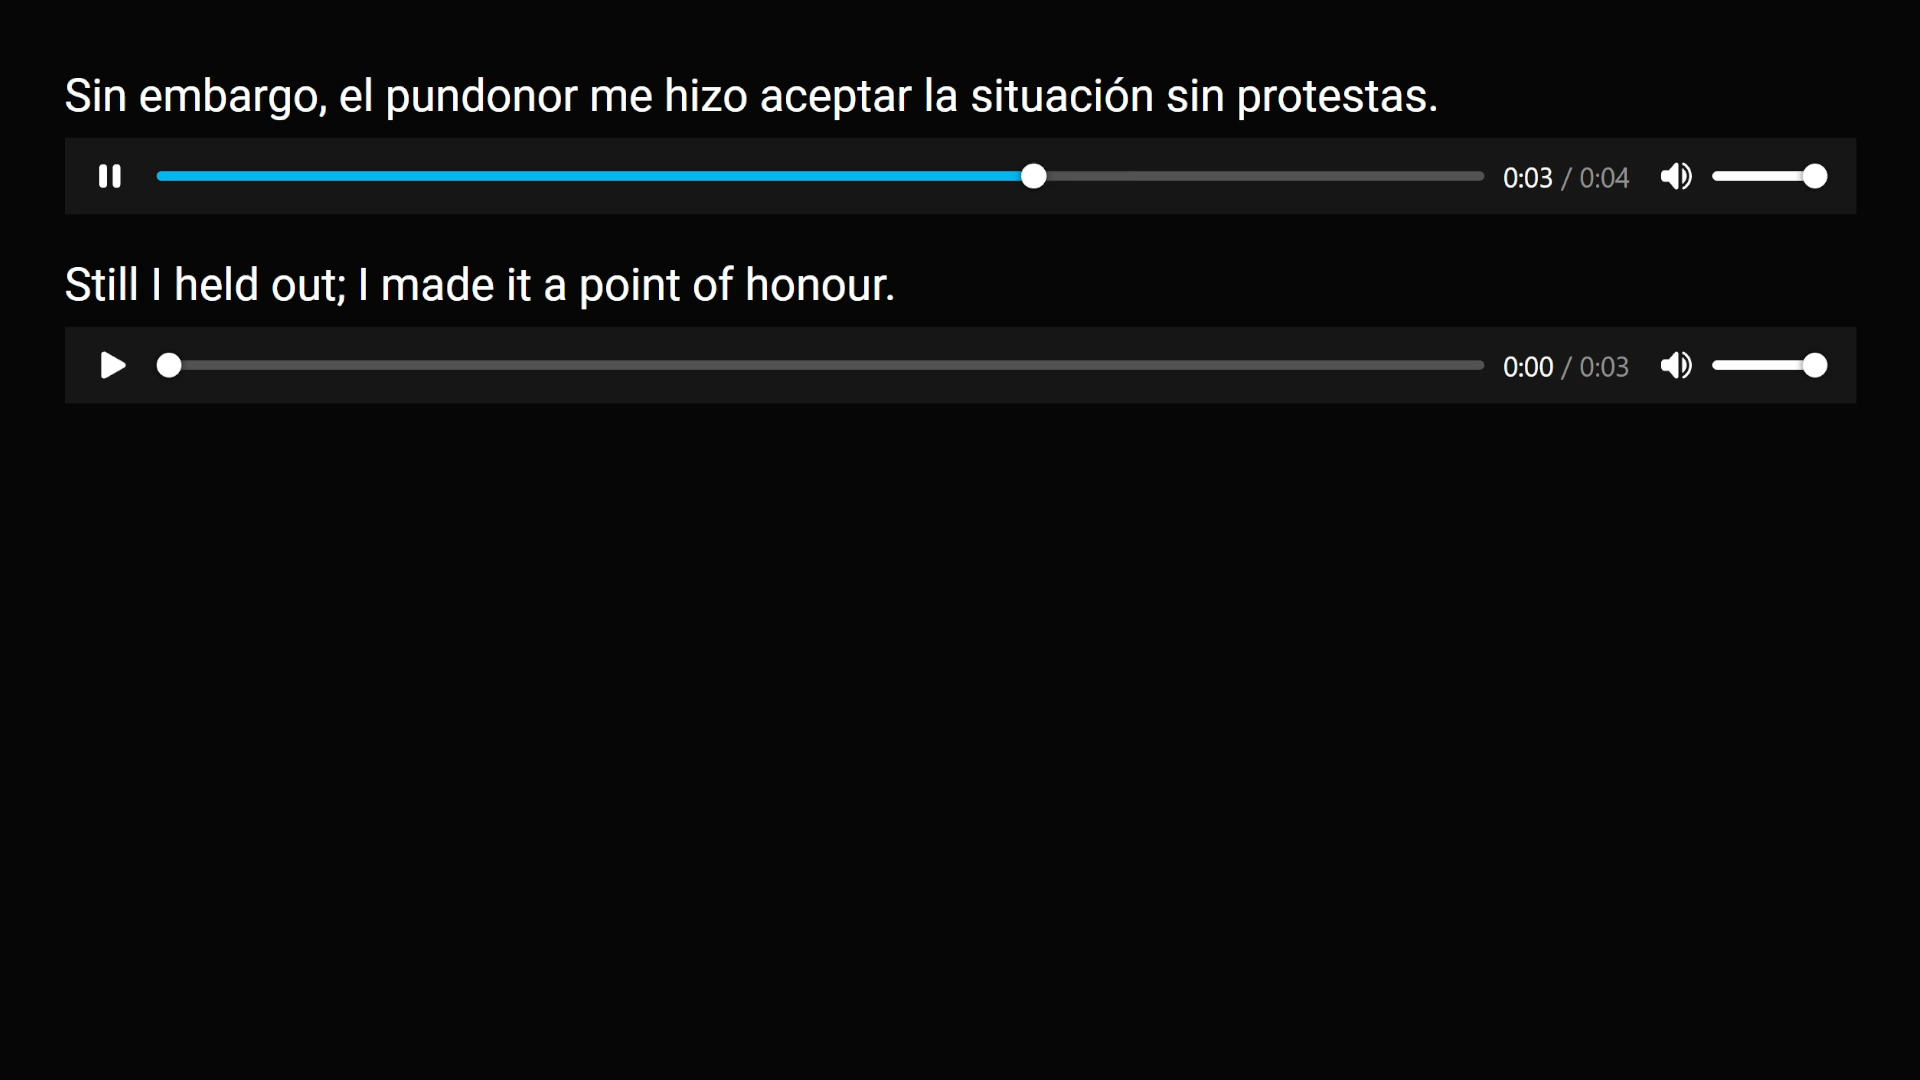 Sin embargo, el pundonor me hizo aceptar la situación sin protestas.
0:03 / 0:04
Still I held out; I made it a point of honour.
0:00 / 0:03